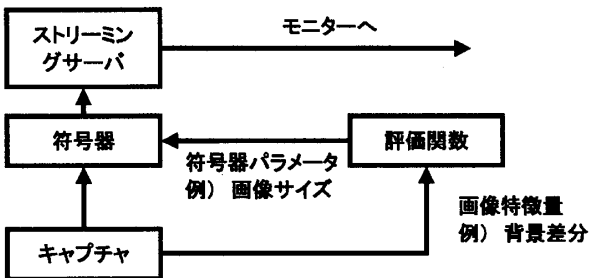 ストリーミン
グサーバ
モニターへ
符号器
評価関数
符号器パラメータ
例） 画像サイズ
画像特徴量
例） 背景差分
キャプチャ